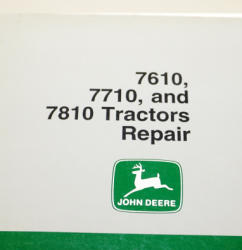 7610,
7710, and
7810 Tractors
Repair
JOHN DEERE